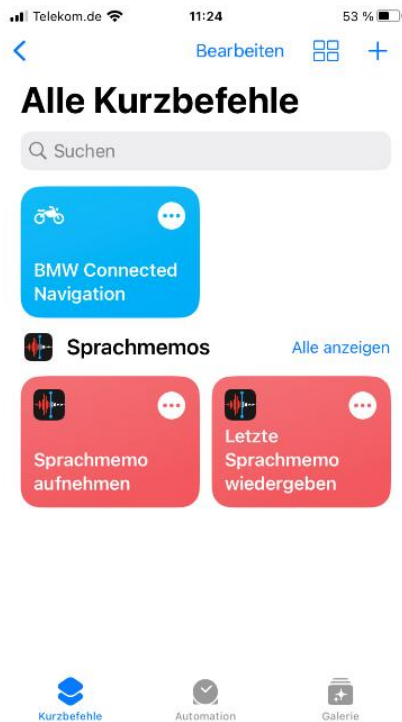 Telekom.de
11:24
53 %
Bearbeiten
Alle Kurzbefehle
Suchen
BMW Connected
Navigation
Sprachmemos
Alle anzeigen
Sprachmemo
aufnehmen
Letzte
Sprachmemo
wiedergeben
Kurzbefehle
Automation
Galerie